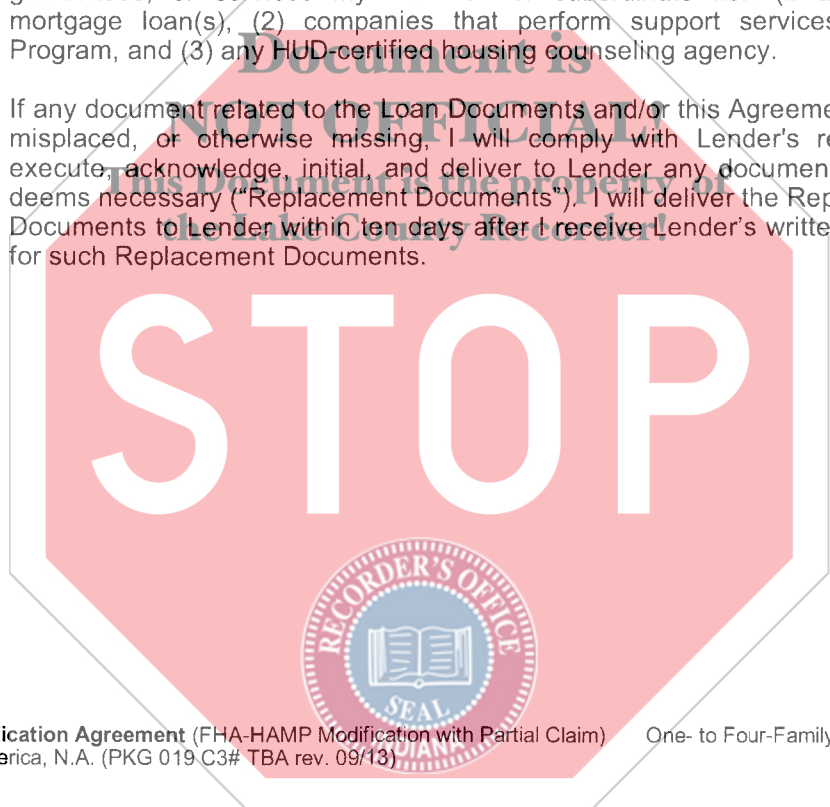 mortgage loan(s), (2) companies that perform support services
Program, and (3) any HUD-certified housing counseling agency.
Document is
NOT OFFICIAL!
This Document is the property of
the Lake County Recorder!
If any document related to the Loan Documents and/or this Agreeme
misplaced, or otherwise missing, I will comply with Lender's re
execute, acknowledge, initial, and deliver to Lender any documen
deems necessary (“Replacement Documents”). I will deliver the Rep
Documents to Lender within ten days after I receive Lender’s writte
for such Replacement Documents.
STOP
RECORDER'S OFFICE
SEAL
INDIANA
ication Agreement (FHA-HAMP Modification with Partial Claim) One- to Four-Family
erica, N.A. (PKG 019 C3# TBA rev. 09/13)